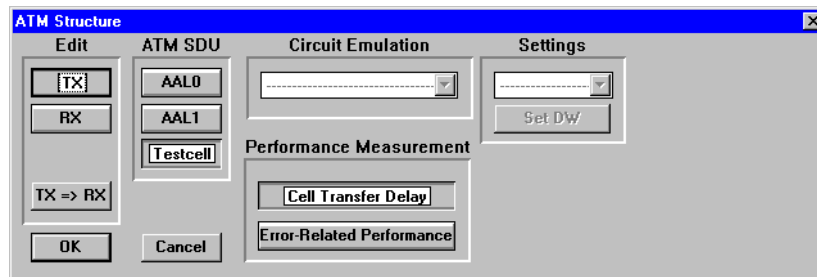 ATM Structure
Edit
ATM SDU
Circuit Emulation
Settings
TX
AAL0
--------------------------
----------------
RX
AAL1
Set DW
Testcell
Performance Measurement
TX => RX
Cell Transfer Delay
OK
Cancel
Error-Related Performance